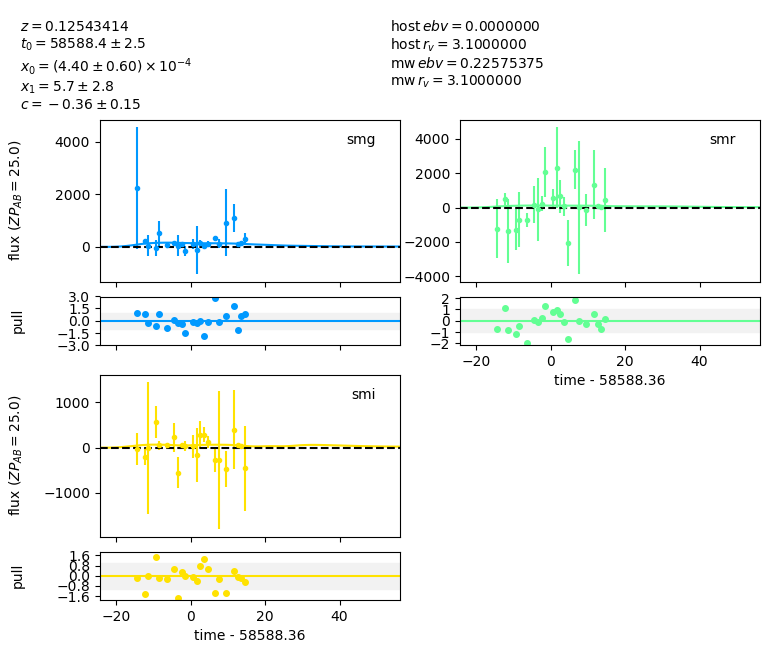 z = 0.12543414
t₀ = 58588.4 ± 2.5
x₀ = (4.40 ± 0.60) × 10⁻⁴
x₁ = 5.7 ± 2.8
c = −0.36 ± 0.15
host ebv = 0.0000000
host r_v = 3.1000000
mw ebv = 0.22575375
mw r_v = 3.1000000
smg
flux (ZP_AB = 25.0)
4000
2000
0
smr
4000
2000
0
−2000
−4000
pull
3.0
1.5
0.0
−1.5
−3.0
2
1
0
−1
−2
−20 0 20 40
time - 58588.36
smi
flux (ZP_AB = 25.0)
1000
0
−1000
pull
1.6
0.8
0.0
−0.8
−1.6
−20 0 20 40
time - 58588.36